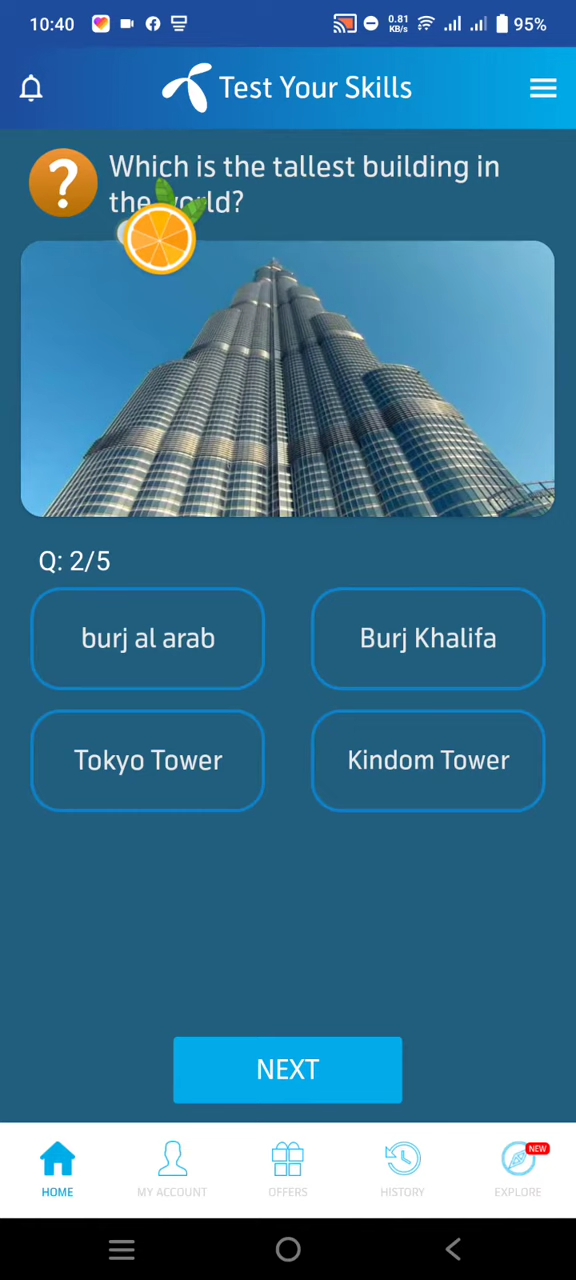 10:40 0.81 KB/s 95%
Test Your Skills
? Which is the tallest building in
the world?
Q: 2/5
burj al arab Burj Khalifa
Tokyo Tower Kindom Tower
NEXT
NEW
HOME MY ACCOUNT OFFERS HISTORY EXPLORE